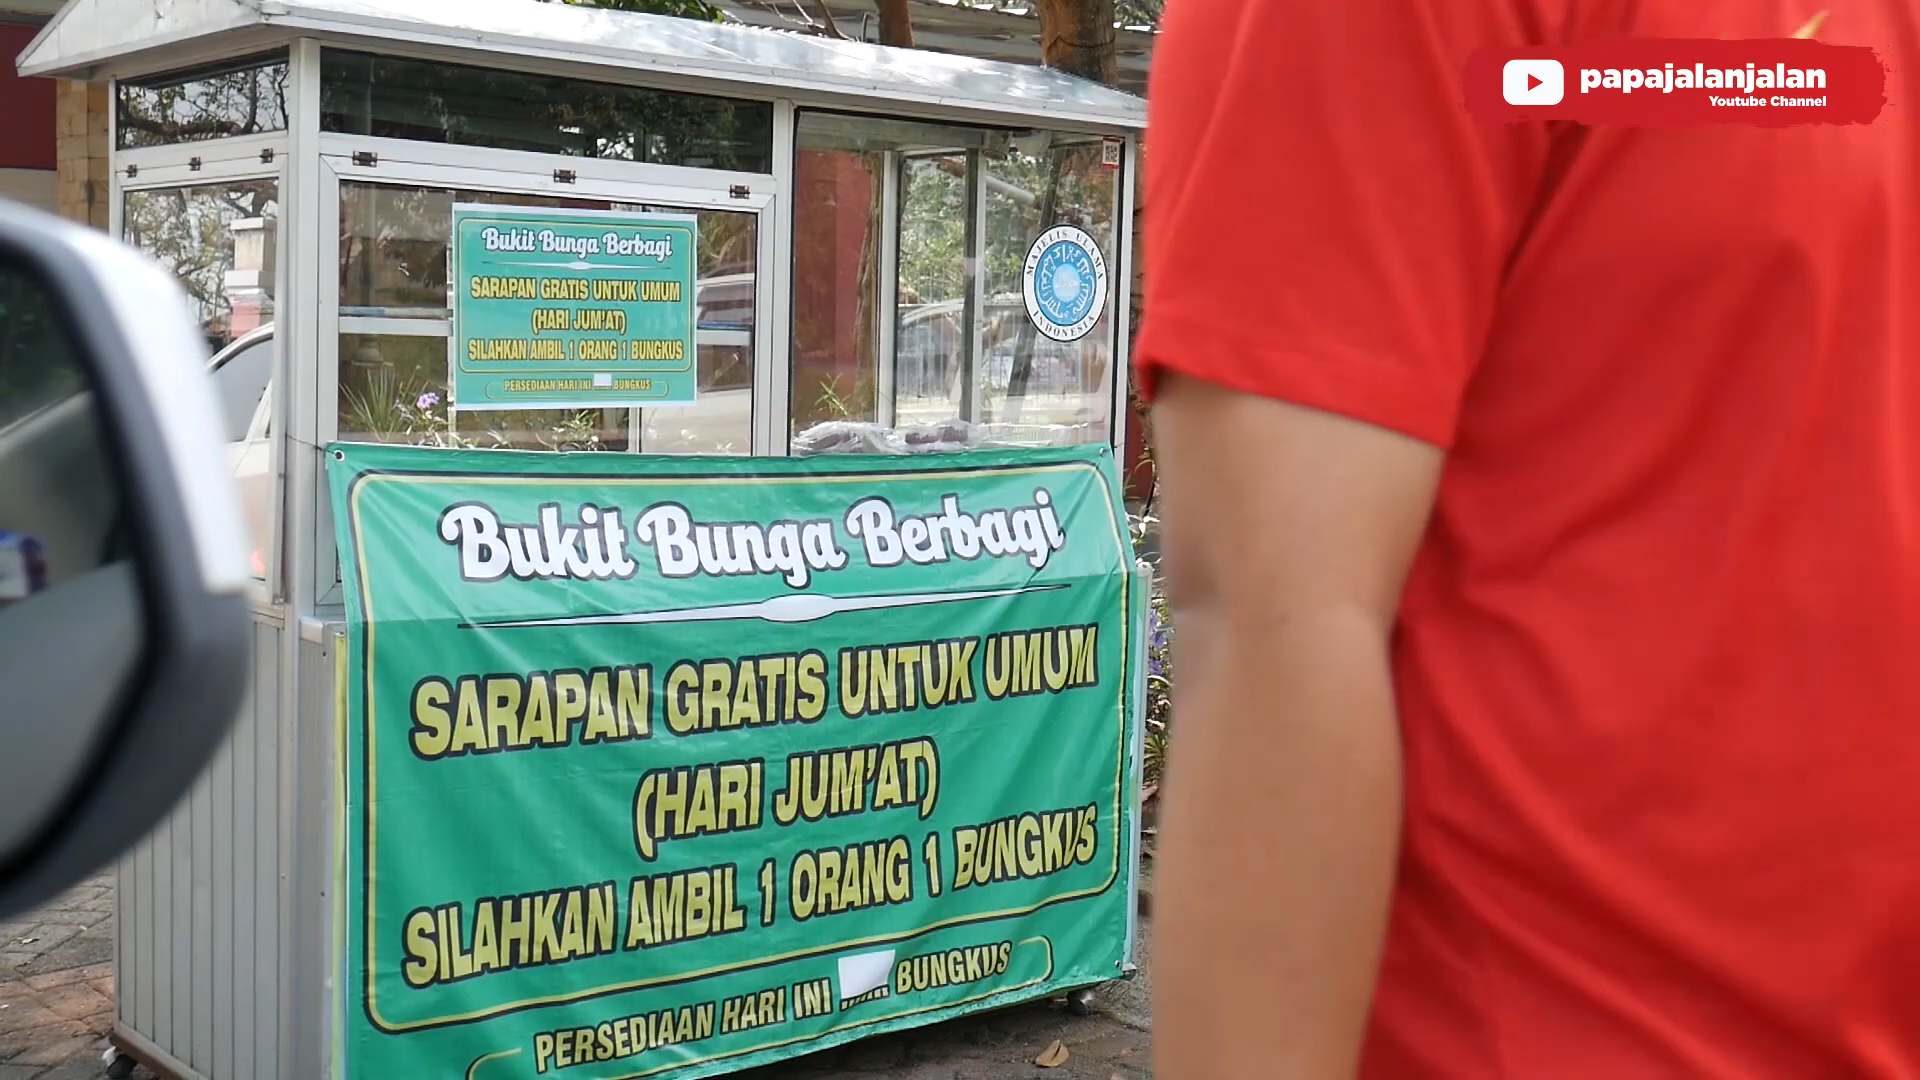 papajalanjalan
Youtube Channel
Bukit Bunga Berbagi
SARAPAN GRATIS UNTUK UMUM
(HARI JUM'AT)
SILAHKAN AMBIL 1 ORANG 1 BUNGKUS
PERSEDIAAN HARI INI BUNGKUS
MAJELIS ULAMA
INDONESIA
Bukit Bunga Berbagi
SARAPAN GRATIS UNTUK UMUM
(HARI JUM'AT)
SILAHKAN AMBIL 1 ORANG 1 BUNGKUS
PERSEDIAAN HARI INI BUNGKUS